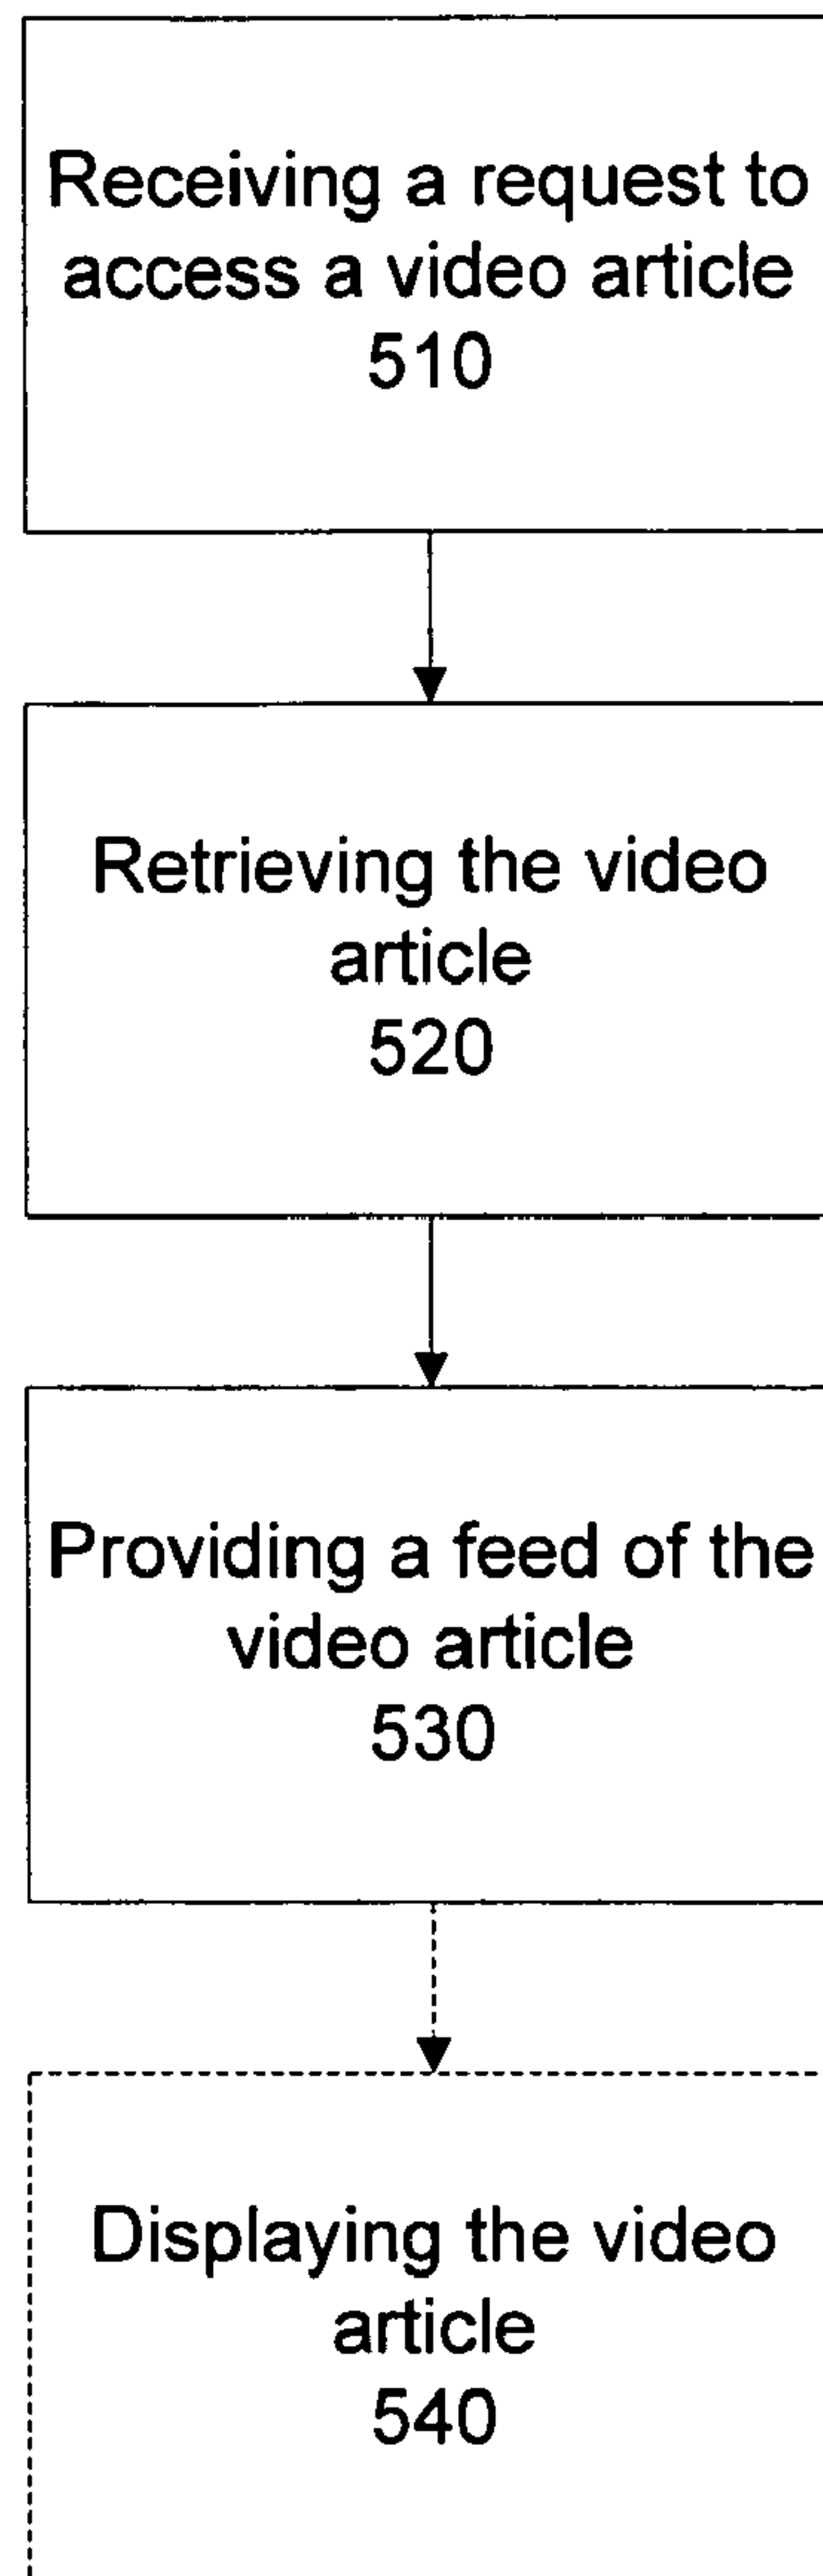 Receiving a request to
access a video article
510
Retrieving the video
article
520
Providing a feed of the
video article
530
Displaying the video
article
540